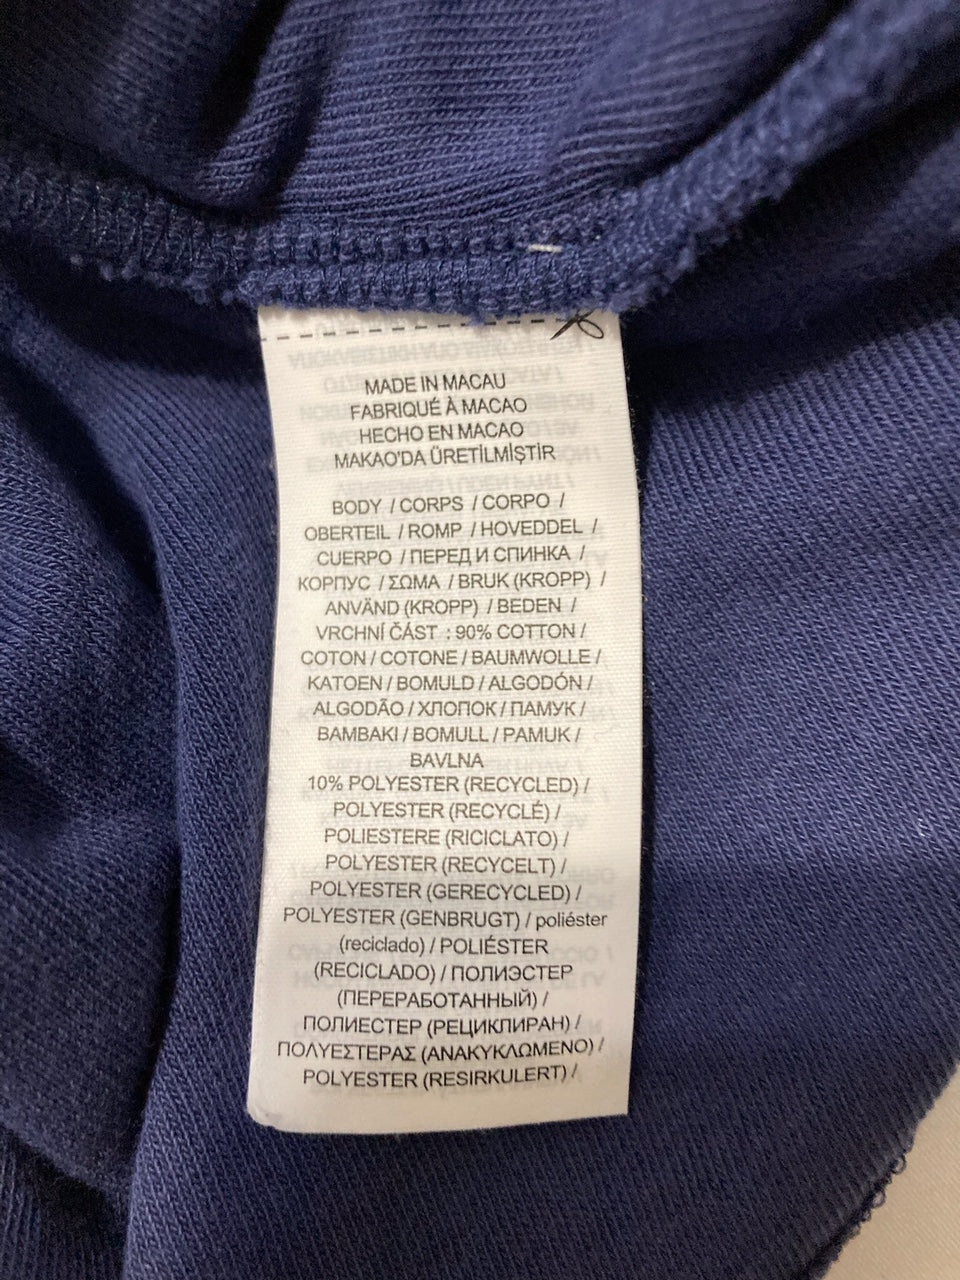 MADE IN MACAU
FABRIQUÉ À MACAO
HECHO EN MACAO
MAKAO'DA ÜRETİLMİŞTİR
BODY / CORPS / CORPO /
OBERTEIL / ROMP / HOVEDDEL /
CUERPO / ПЕРЕД И СПИНКА /
КОРПУС / ΣΩΜΑ / BRUK (KROPP) /
ANVÄND (KROPP) / BEDEN /
VRCHNÍ ČÁST : 90% COTTON /
COTON / COTONE / BAUMWOLLE /
KATOEN / BOMULD / ALGODÓN /
ALGODÃO / ХЛОПОК / ПАМУК /
ΒΑΜΒΑΚΙ / BOMULL / PAMUK /
BAVLNA
10% POLYESTER (RECYCLED) /
POLYESTER (RECYCLÉ) /
POLIESTERE (RICICLATO) /
POLYESTER (RECYCELT) /
POLYESTER (GERECYCLED) /
POLYESTER (GENBRUGT) / poliéster
(reciclado) / POLIÉSTER
(RECICLADO) / ПОЛИЭСТЕР
(ПЕРЕРАБОТАННЫЙ) /
ПОЛИЕСТЕР (РЕЦИКЛИРАН) /
ΠΟΛΥΕΣΤΕΡΑΣ (ΑΝΑΚΥΚΛΩΜΕΝΟ) /
POLYESTER (RESIRKULERT) /